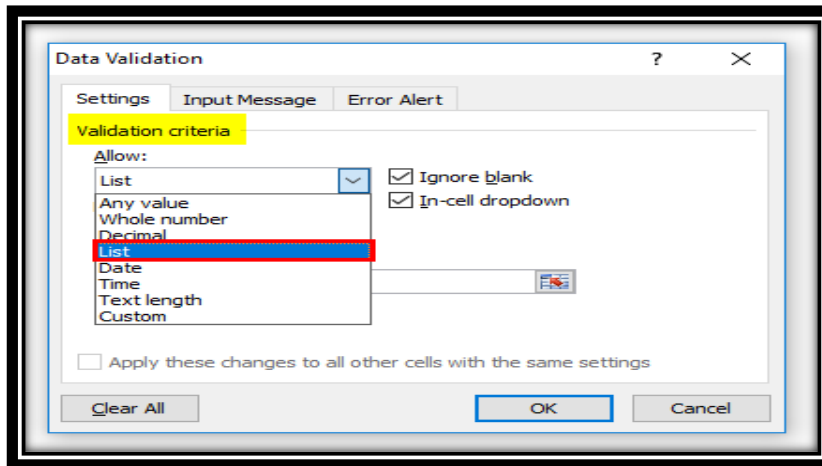 Data Validation
Settings
Input Message
Error Alert
Validation criteria
Allow:
List
Ignore blank
In-cell dropdown
Any value
Whole number
Decimal
List
Date
Time
Text length
Custom
Apply these changes to all other cells with the same settings
Clear All
OK
Cancel